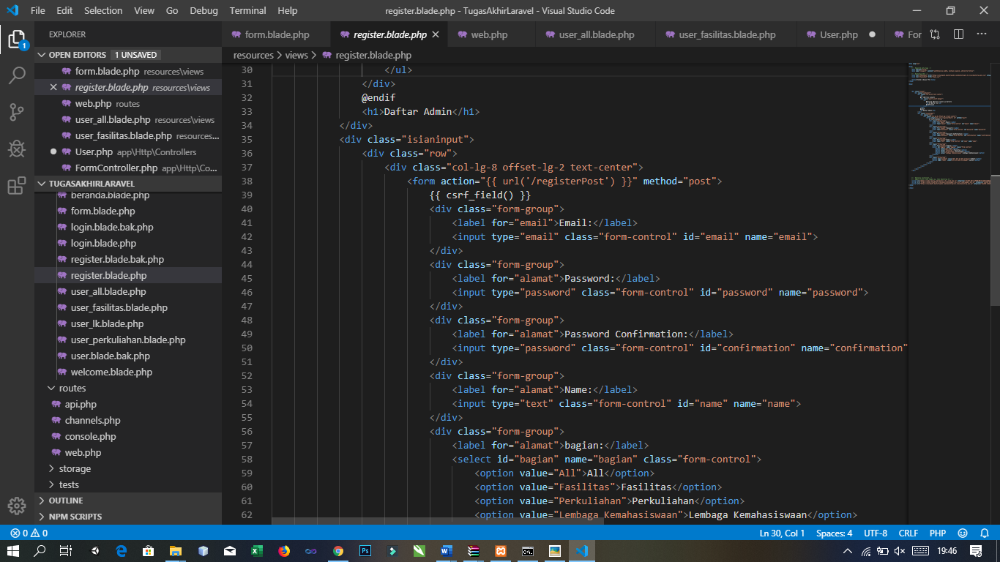 File Edit Selection View Go Debug Terminal Help register.blade.php - TugasAkhirLaravel - Visual Studio Code
EXPLORER
form.blade.php register.blade.php web.php user_all.blade.php user_fasilitas.blade.php User.php For
OPEN EDITORS 1 UNSAVED
resources > views > register.blade.php
form.blade.php resources\views
register.blade.php resources\views
web.php routes
user_all.blade.php resources\views
user_fasilitas.blade.php resources...
User.php app\Http\Controllers
FormController.php app\Http\Co...
TUGASAKHIRLARAVEL
beranda.blade.php
form.blade.php
login.blade.bak.php
login.blade.php
register.blade.bak.php
register.blade.php
user_all.blade.php
user_fasilitas.blade.php
user_lk.blade.php
user_perkuliahan.blade.php
user.blade.bak.php
welcome.blade.php
routes
api.php
channels.php
console.php
web.php
storage
tests
OUTLINE
NPM SCRIPTS
1
30 </ul>
31 </div>
32 @endif
33 <h1>Daftar Admin</h1>
34 </div>
35 <div class="isianinput">
36 <div class="row">
37 <div class="col-lg-8 offset-lg-2 text-center">
38 <form action="{{ url('/registerPost') }}" method="post">
39 {{ csrf_field() }}
40 <div class="form-group">
41 <label for="email">Email:</label>
42 <input type="email" class="form-control" id="email" name="email">
43 </div>
44 <div class="form-group">
45 <label for="alamat">Password:</label>
46 <input type="password" class="form-control" id="password" name="password">
47 </div>
48 <div class="form-group">
49 <label for="alamat">Password Confirmation:</label>
50 <input type="password" class="form-control" id="confirmation" name="confirmation"
51 </div>
52 <div class="form-group">
53 <label for="alamat">Name:</label>
54 <input type="text" class="form-control" id="name" name="name">
55 </div>
56 <div class="form-group">
57 <label for="alamat">bagian:</label>
58 <select id="bagian" name="bagian" class="form-control">
59 <option value="All">All</option>
60 <option value="Fasilitas">Fasilitas</option>
61 <option value="Perkuliahan">Perkuliahan</option>
62 <option value="Lembaga Kemahasiswaan">Lembaga Kemahasiswaan</option>
0 0 Ln 30, Col 1 Spaces: 4 UTF-8 CRLF PHP
19:46